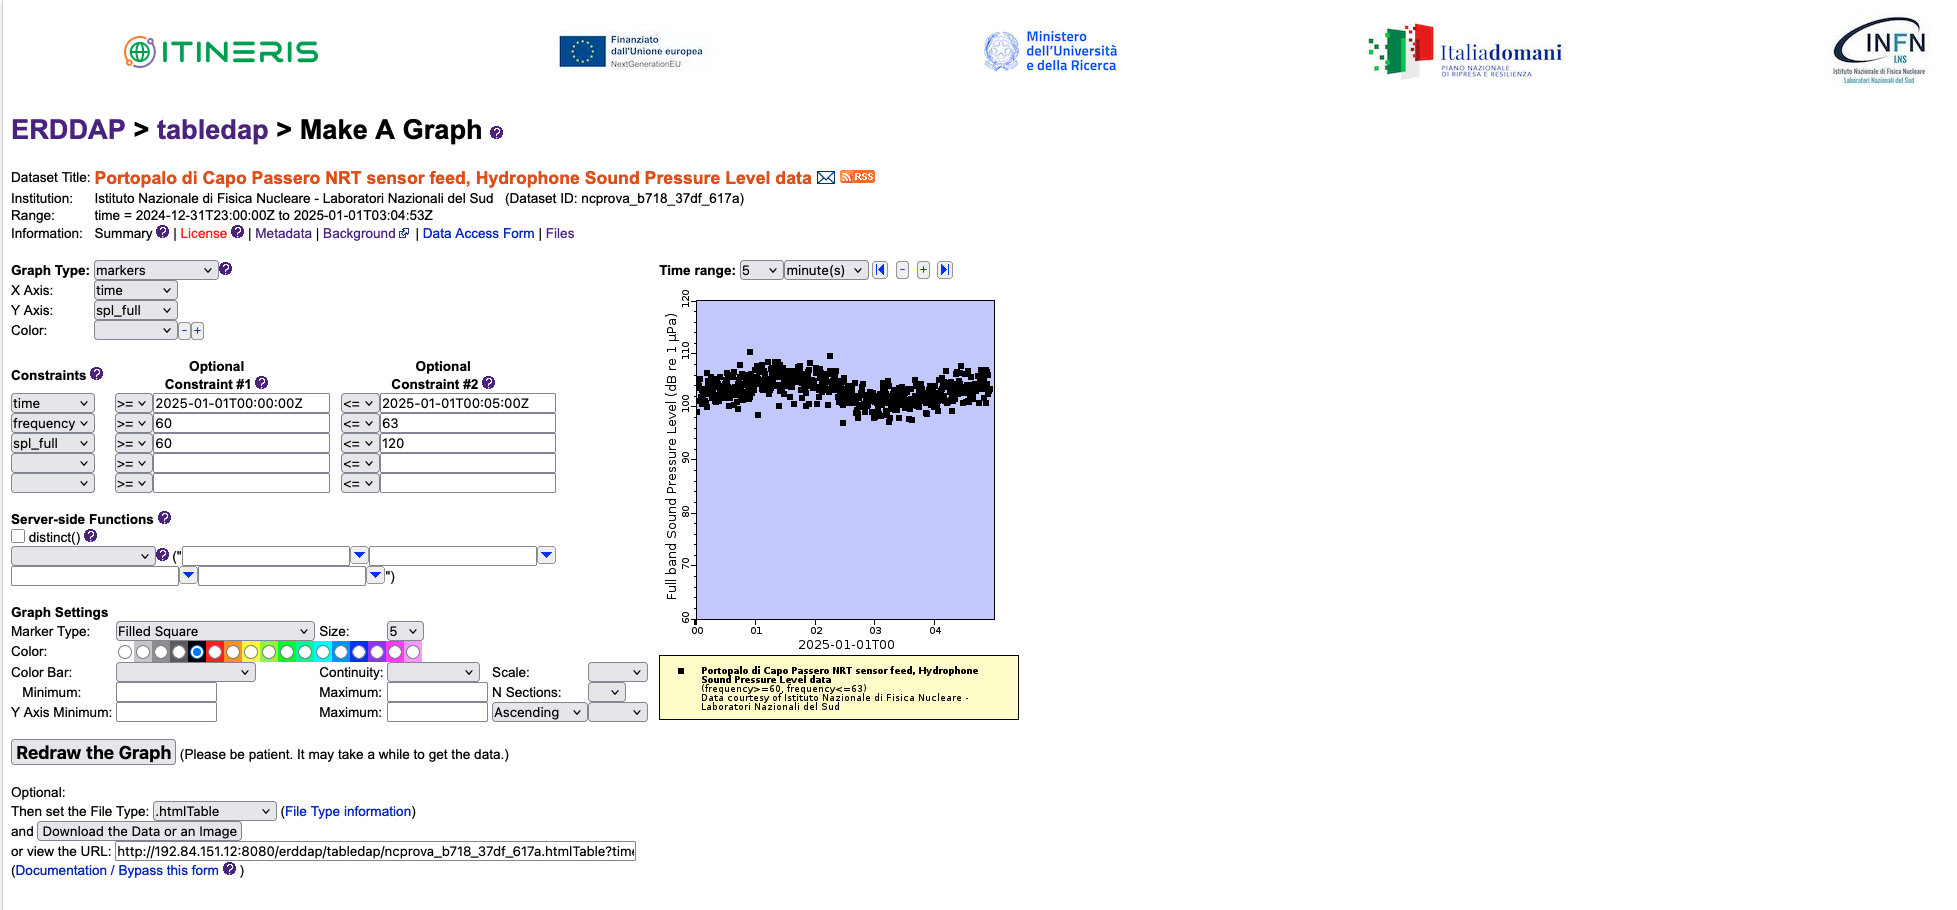 ITINERIS
Finanziato
dall'Unione europea
NextGenerationEU
Ministero
dell'Università
e della Ricerca
Italiadomani
PIANO NAZIONALE
DI RIPRESA E RESILIENZA
INFN
LNS
Istituto Nazionale di Fisica Nucleare
Laboratori Nazionali del Sud
ERDDAP > tabledap > Make A Graph ?
Dataset Title: Portopalo di Capo Passero NRT sensor feed, Hydrophone Sound Pressure Level data RSS
Institution: Istituto Nazionale di Fisica Nucleare - Laboratori Nazionali del Sud (Dataset ID: ncprova_b718_37df_617a)
Range: time = 2024-12-31T23:00:00Z to 2025-01-01T03:04:53Z
Information: Summary ? | License ? | Metadata | Background | Data Access Form | Files
Graph Type: markers ?
X Axis: time
Y Axis: spl_full
Color: - +
Constraints ? Optional Constraint #1 ? Optional Constraint #2 ?
time >= 2025-01-01T00:00:00Z <= 2025-01-01T00:05:00Z
frequency >= 60 <= 63
spl_full >= 60 <= 120
>= <=
>= <=
Server-side Functions ?
distinct() ?
? ("
")
Graph Settings
Marker Type: Filled Square Size: 5
Color:
Color Bar: Continuity: Scale:
Minimum: Maximum: N Sections:
Y Axis Minimum: Maximum: Ascending
Redraw the Graph (Please be patient. It may take a while to get the data.)
Optional:
Then set the File Type: .htmlTable (File Type information)
and Download the Data or an Image
or view the URL: http://192.84.151.12:8080/erddap/tabledap/ncprova_b718_37df_617a.htmlTable?time
(Documentation / Bypass this form ? )
Time range: 5 minute(s) - +
Full band Sound Pressure Level (dB re 1 µPa)
120
110
100
90
80
70
60
00 01 02 03 04
2025-01-01T00
Portopalo di Capo Passero NRT sensor feed, Hydrophone
Sound Pressure Level data
(frequency>=60, frequency<=63)
Data courtesy of Istituto Nazionale di Fisica Nucleare -
Laboratori Nazionali del Sud